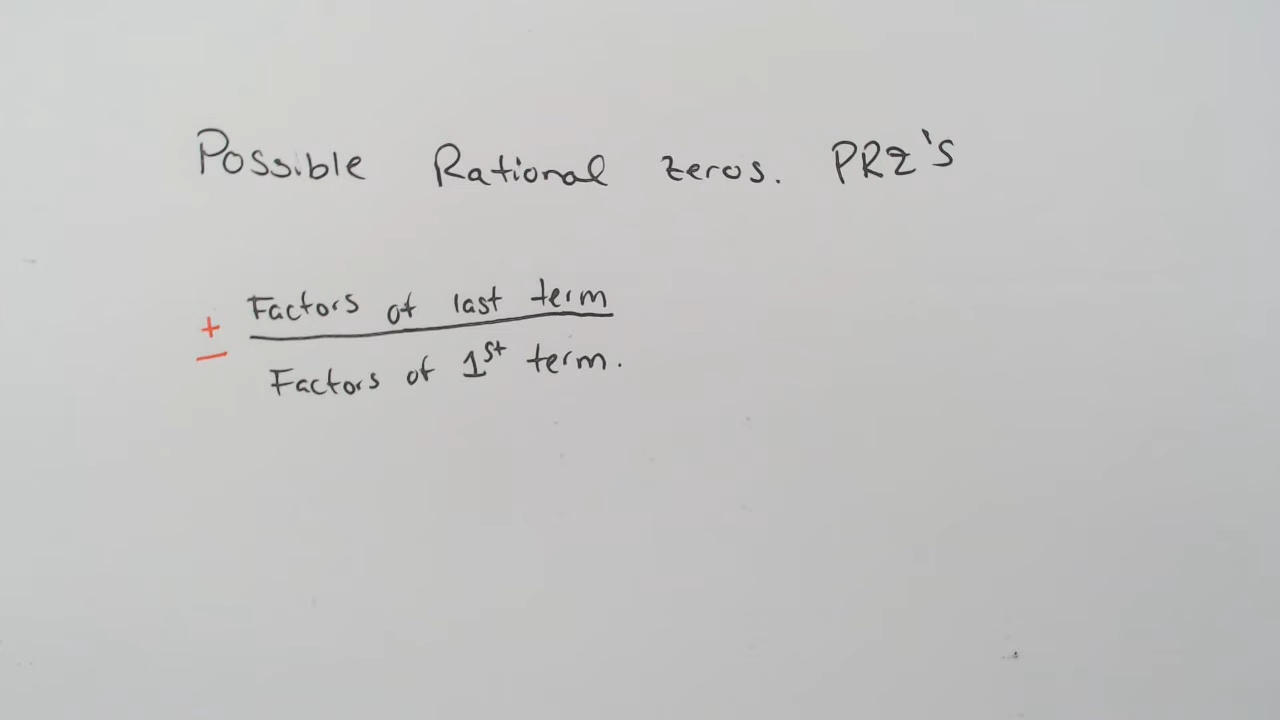 Possible Rational zeros. PRZ's
± Factors of last term
Factors of 1st term.